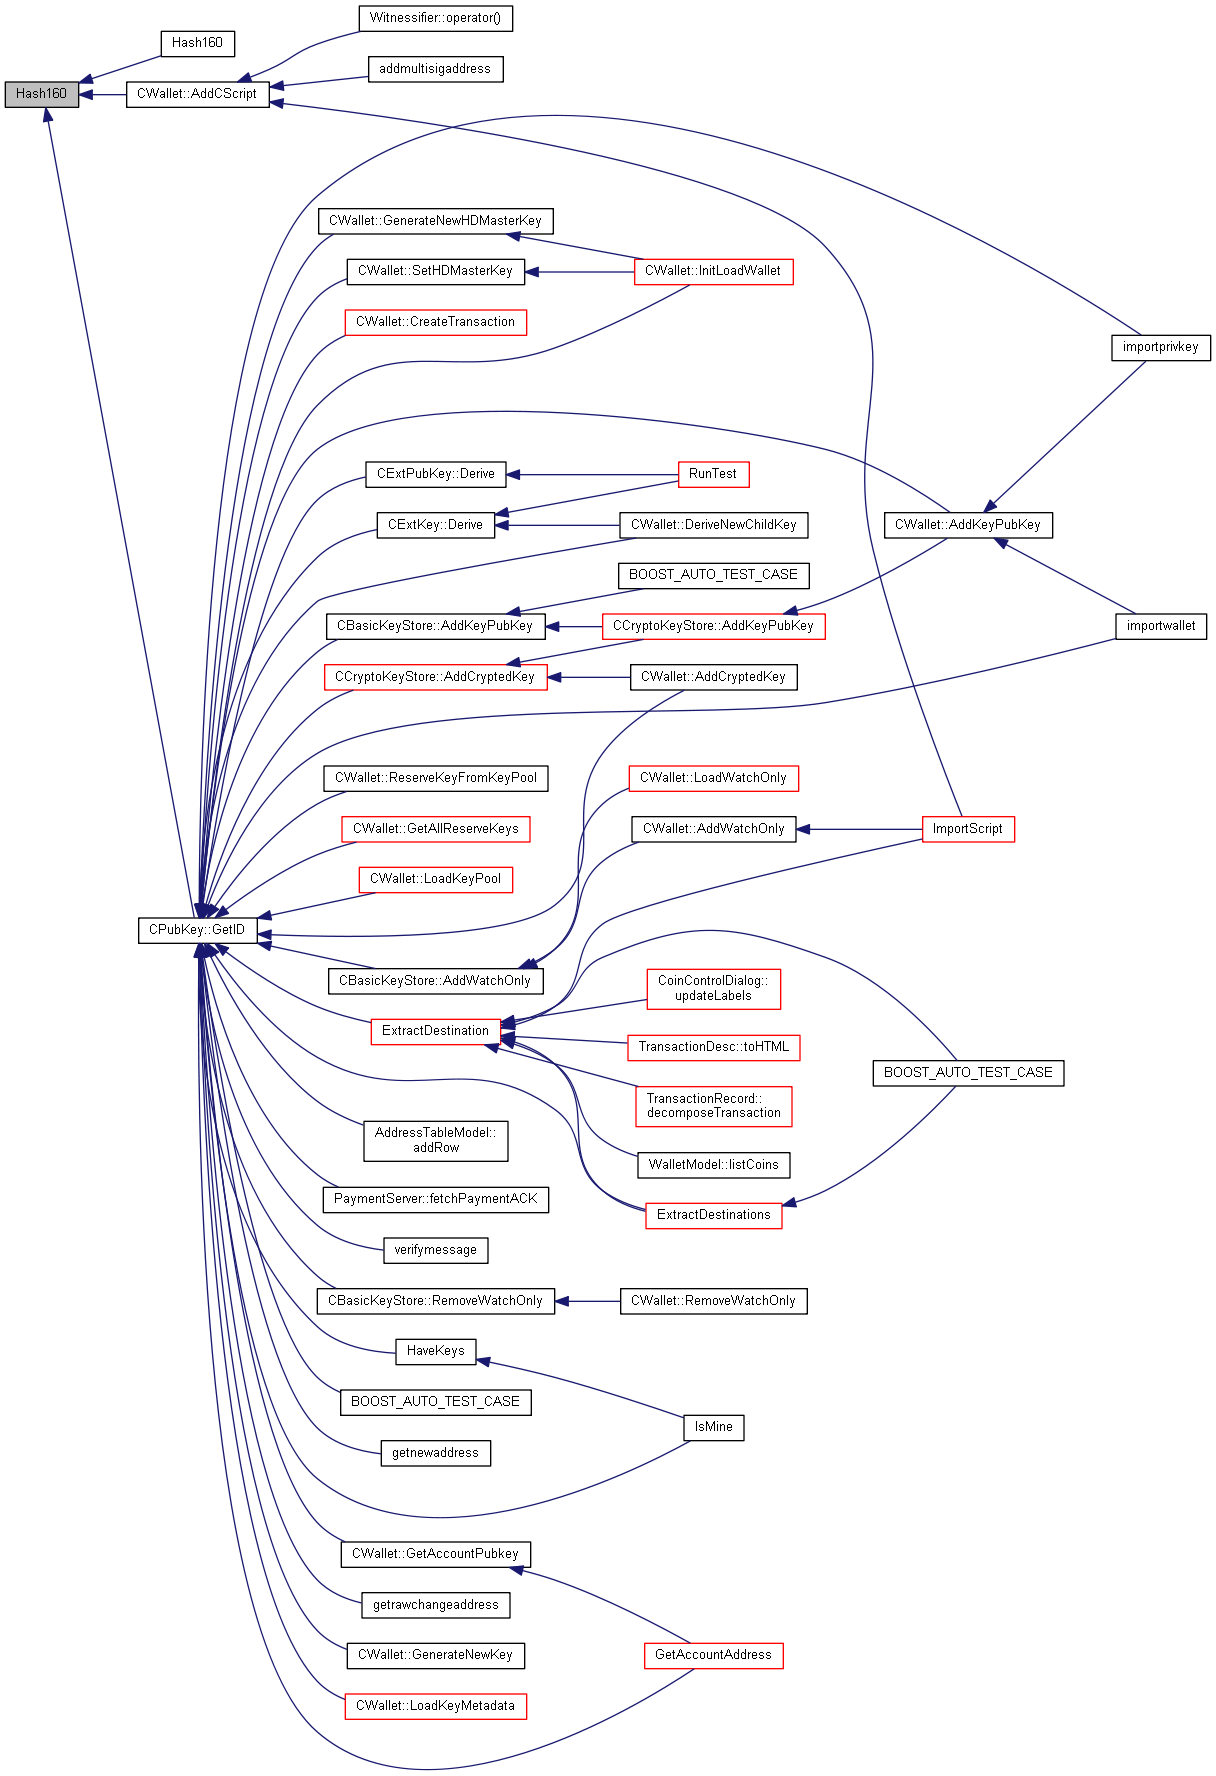 Witnessifier::operator()
Hash160
addmultisigaddress
Hash160
CWallet::AddCScript
CWallet::GenerateNewHDMasterKey
CWallet::SetHDMasterKey
CWallet::InitLoadWallet
CWallet::CreateTransaction
importprivkey
CExtPubKey::Derive
RunTest
CExtKey::Derive
CWallet::DeriveNewChildKey
CWallet::AddKeyPubKey
BOOST_AUTO_TEST_CASE
CBasicKeyStore::AddKeyPubKey
CCryptoKeyStore::AddKeyPubKey
importwallet
CCryptoKeyStore::AddCryptedKey
CWallet::AddCryptedKey
CWallet::ReserveKeyFromKeyPool
CWallet::LoadWatchOnly
CWallet::GetAllReserveKeys
CWallet::AddWatchOnly
ImportScript
CWallet::LoadKeyPool
CPubKey::GetID
CBasicKeyStore::AddWatchOnly
CoinControlDialog::
updateLabels
ExtractDestination
TransactionDesc::toHTML
BOOST_AUTO_TEST_CASE
TransactionRecord::
decomposeTransaction
AddressTableModel::
addRow
WalletModel::listCoins
PaymentServer::fetchPaymentACK
ExtractDestinations
verifymessage
CBasicKeyStore::RemoveWatchOnly
CWallet::RemoveWatchOnly
HaveKeys
BOOST_AUTO_TEST_CASE
IsMine
getnewaddress
CWallet::GetAccountPubkey
getrawchangeaddress
CWallet::GenerateNewKey
GetAccountAddress
CWallet::LoadKeyMetadata